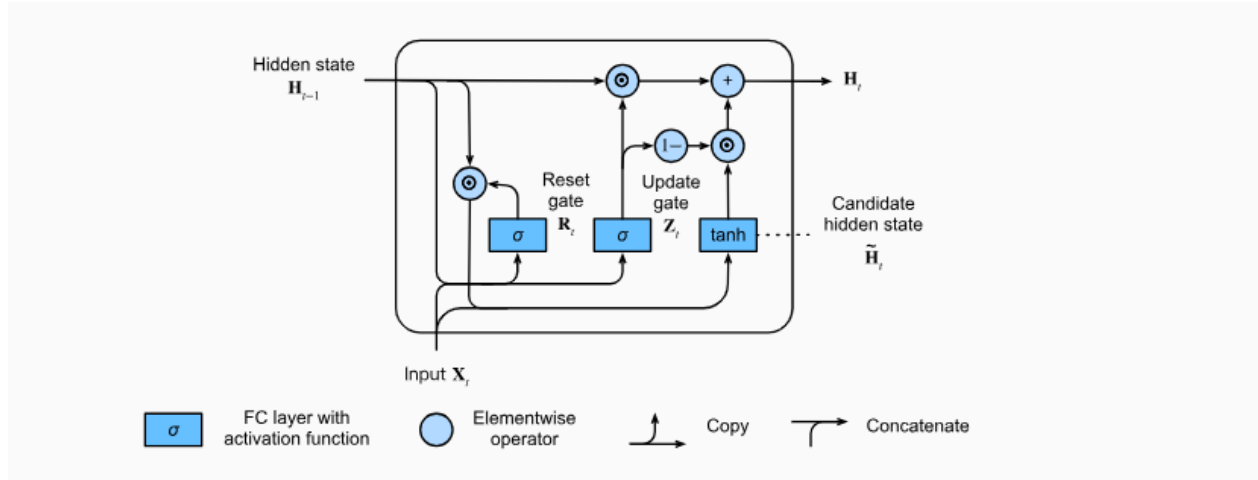 Hidden state
H_{t−1}
⊙
+
H_t
1−
⊙
⊙
Reset
gate
R_t
Update
gate
Z_t
Candidate
hidden state
H̃_t
σ
σ
tanh
Input X_t
σ
FC layer with
activation function
Elementwise
operator
Copy
Concatenate